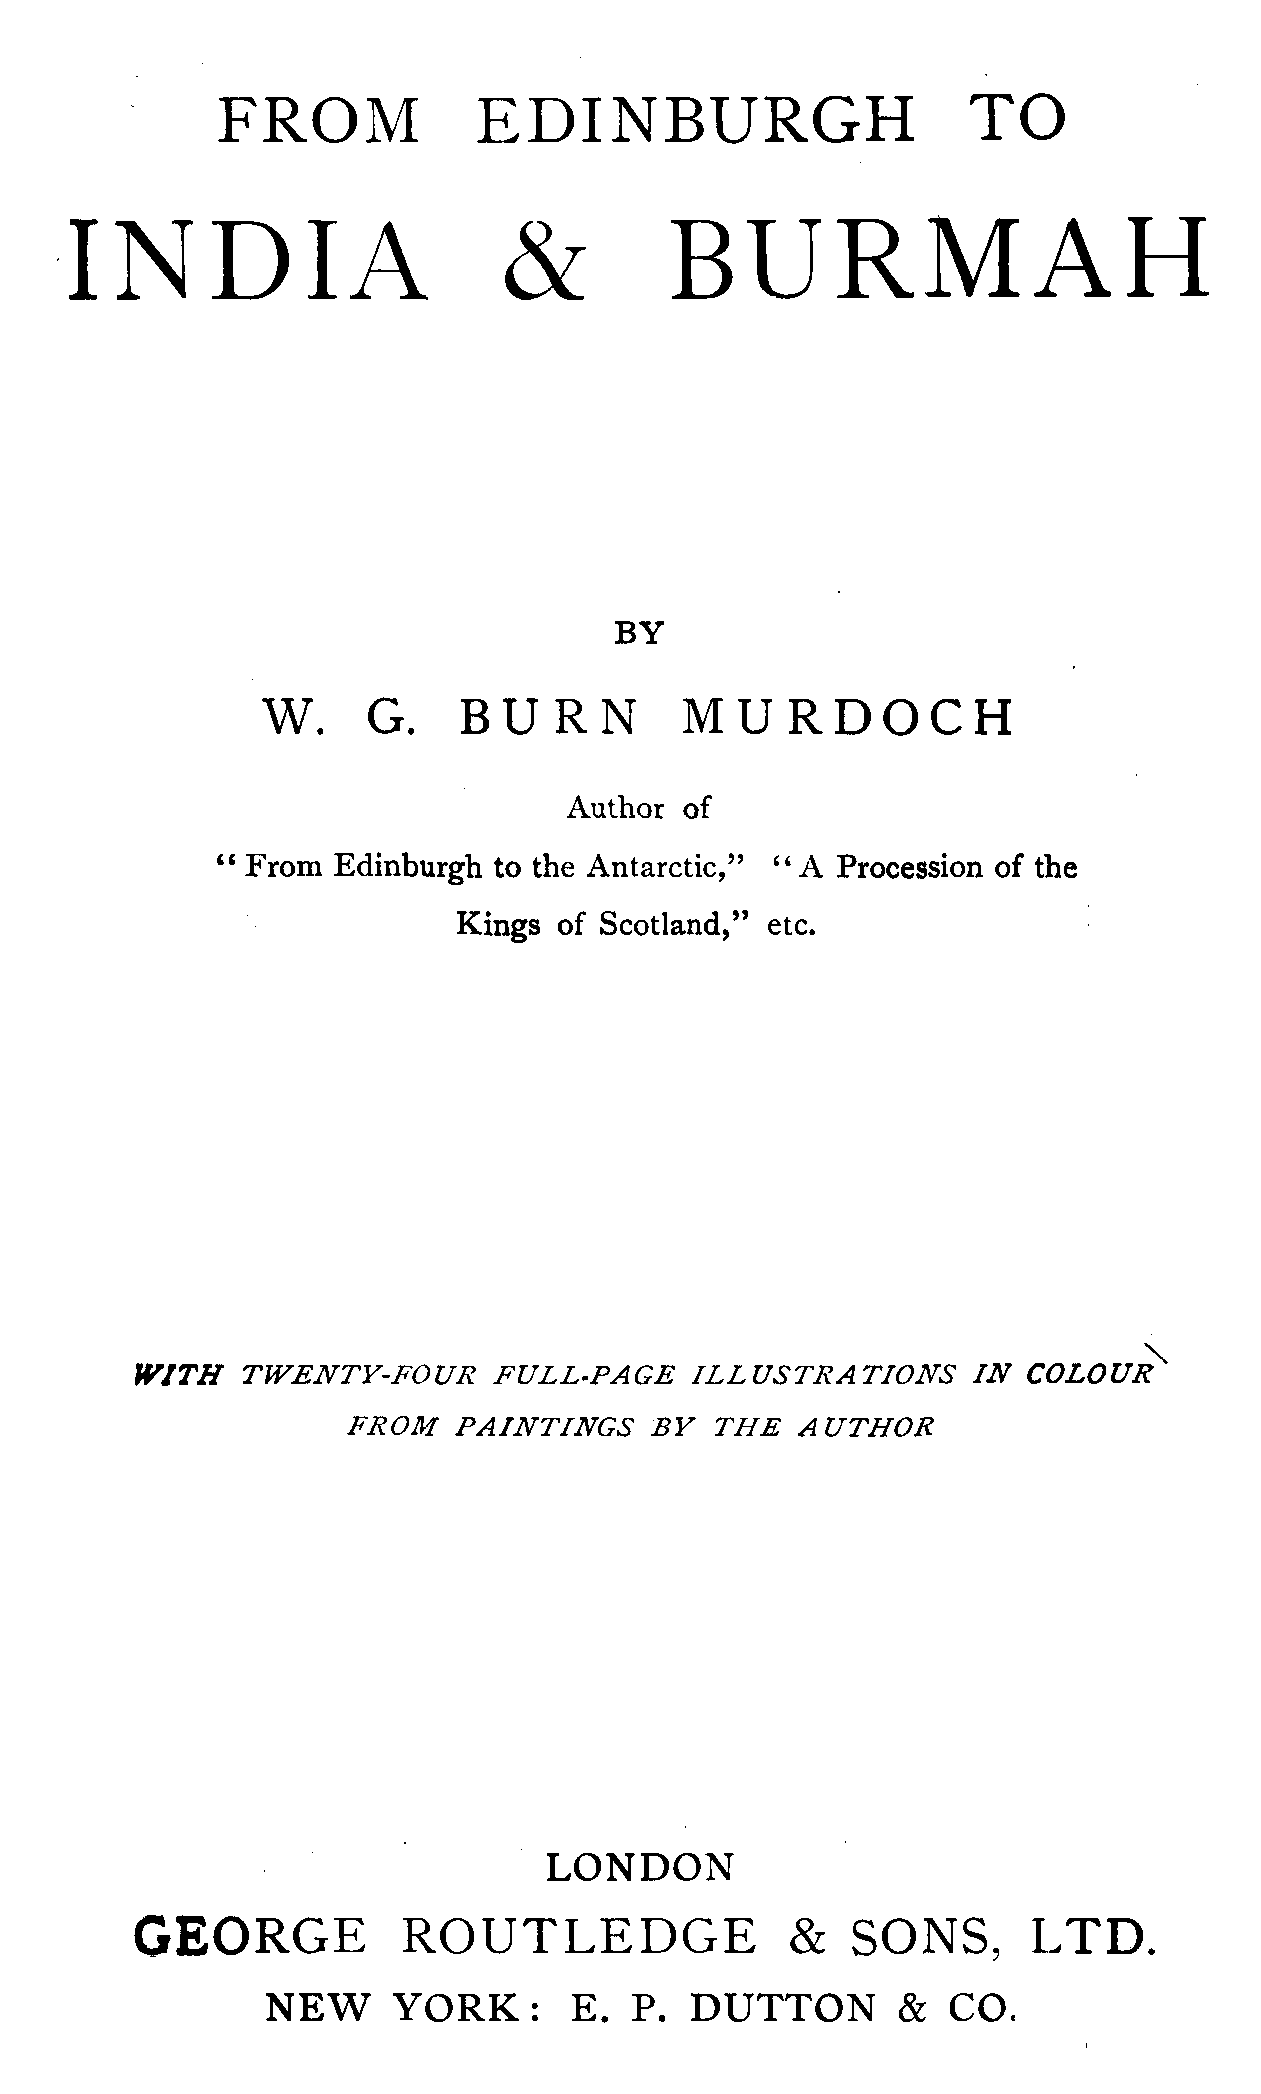 FROM EDINBURGH TO
INDIA & BURMAH
BY
W. G. BURN MURDOCH
Author of
“From Edinburgh to the Antarctic,” “A Procession of the
Kings of Scotland,” etc.
WITH TWENTY-FOUR FULL-PAGE ILLUSTRATIONS IN COLOUR
FROM PAINTINGS BY THE AUTHOR
LONDON
GEORGE ROUTLEDGE & SONS, LTD.
NEW YORK: E. P. DUTTON & CO.